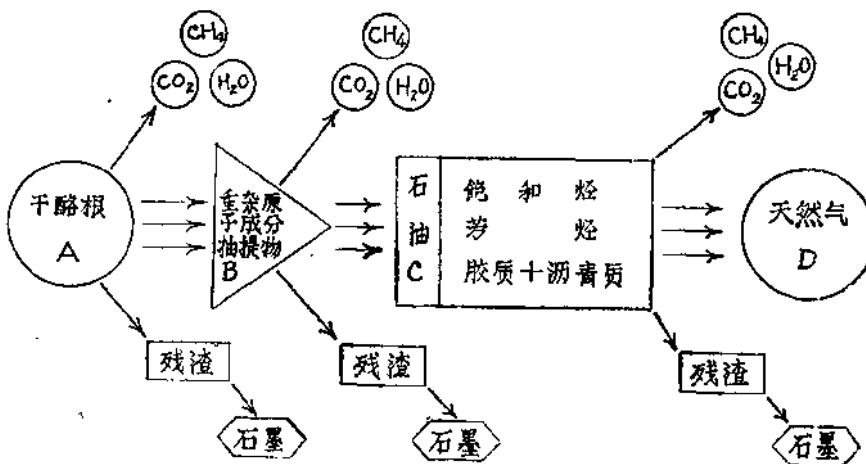 CH₄
CO₂ H₂O
CH₄
CO₂ H₂O
CH₄
H₂O
CO₂
干酪根
A
重杂原
子成分
抽提物
B
石
油
C
饱 和 烃
芳 烃
胶质+沥青质
天然气
D
残渣
残渣
残渣
石墨
石墨
石墨